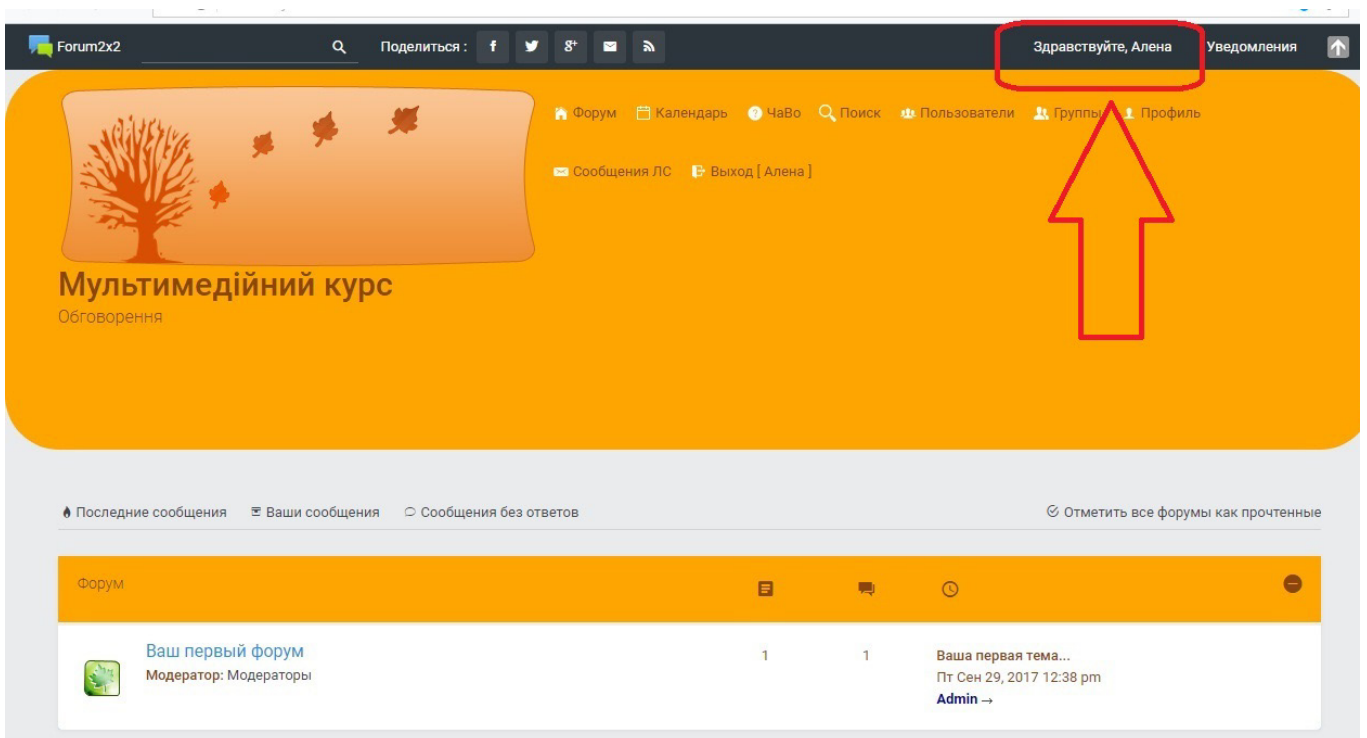 Forum2x2 Поделиться : f 8+ Здравствуйте, Алена Уведомления
Форум Календарь ? ЧаВо Поиск Пользователи Группы Профиль
Сообщения ЛС Выход [ Алена ]
Мультимедійний курс
Обговорення
Последние сообщения Ваши сообщения Сообщения без ответов Отметить все форумы как прочтенные
Форум
Ваш первый форум 1 1 Ваша первая тема...
Модератор: Модераторы Пт Сен 29, 2017 12:38 pm
Admin →